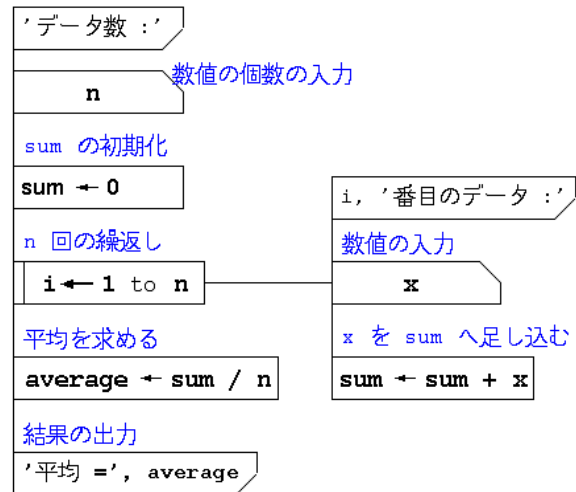 'データ数 :'
数値の個数の入力
n
sum の初期化
sum ← 0
n 回の繰返し
i ← 1 to n
i, '番目のデータ :'
数値の入力
x
x を sum へ足し込む
sum ← sum + x
平均を求める
average ← sum / n
結果の出力
'平均 =', average